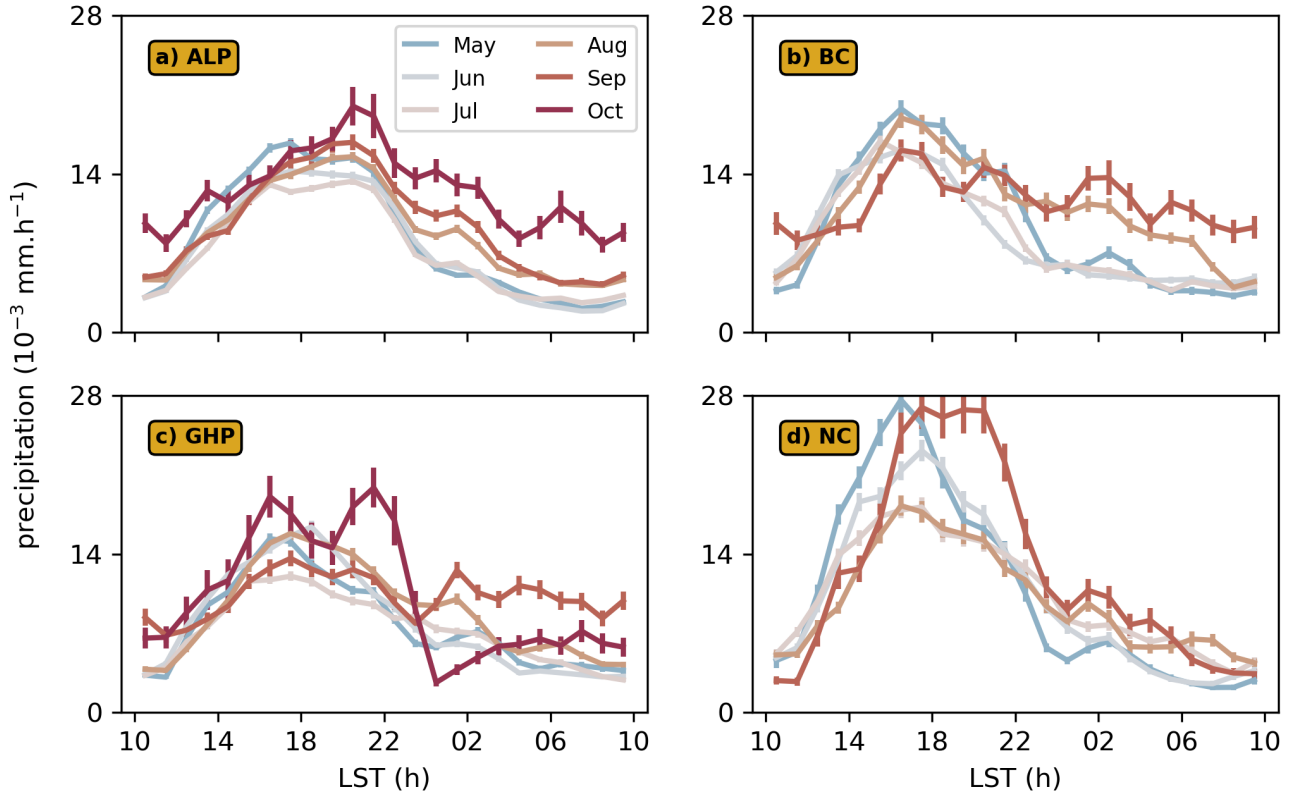 precipitation (10⁻³ mm.h⁻¹)
28
14
0
a) ALP
May
Jun
Jul
Aug
Sep
Oct
28
14
0
b) BC
28
14
0
c) GHP
10 14 18 22 02 06 10
LST (h)
28
14
0
d) NC
10 14 18 22 02 06 10
LST (h)